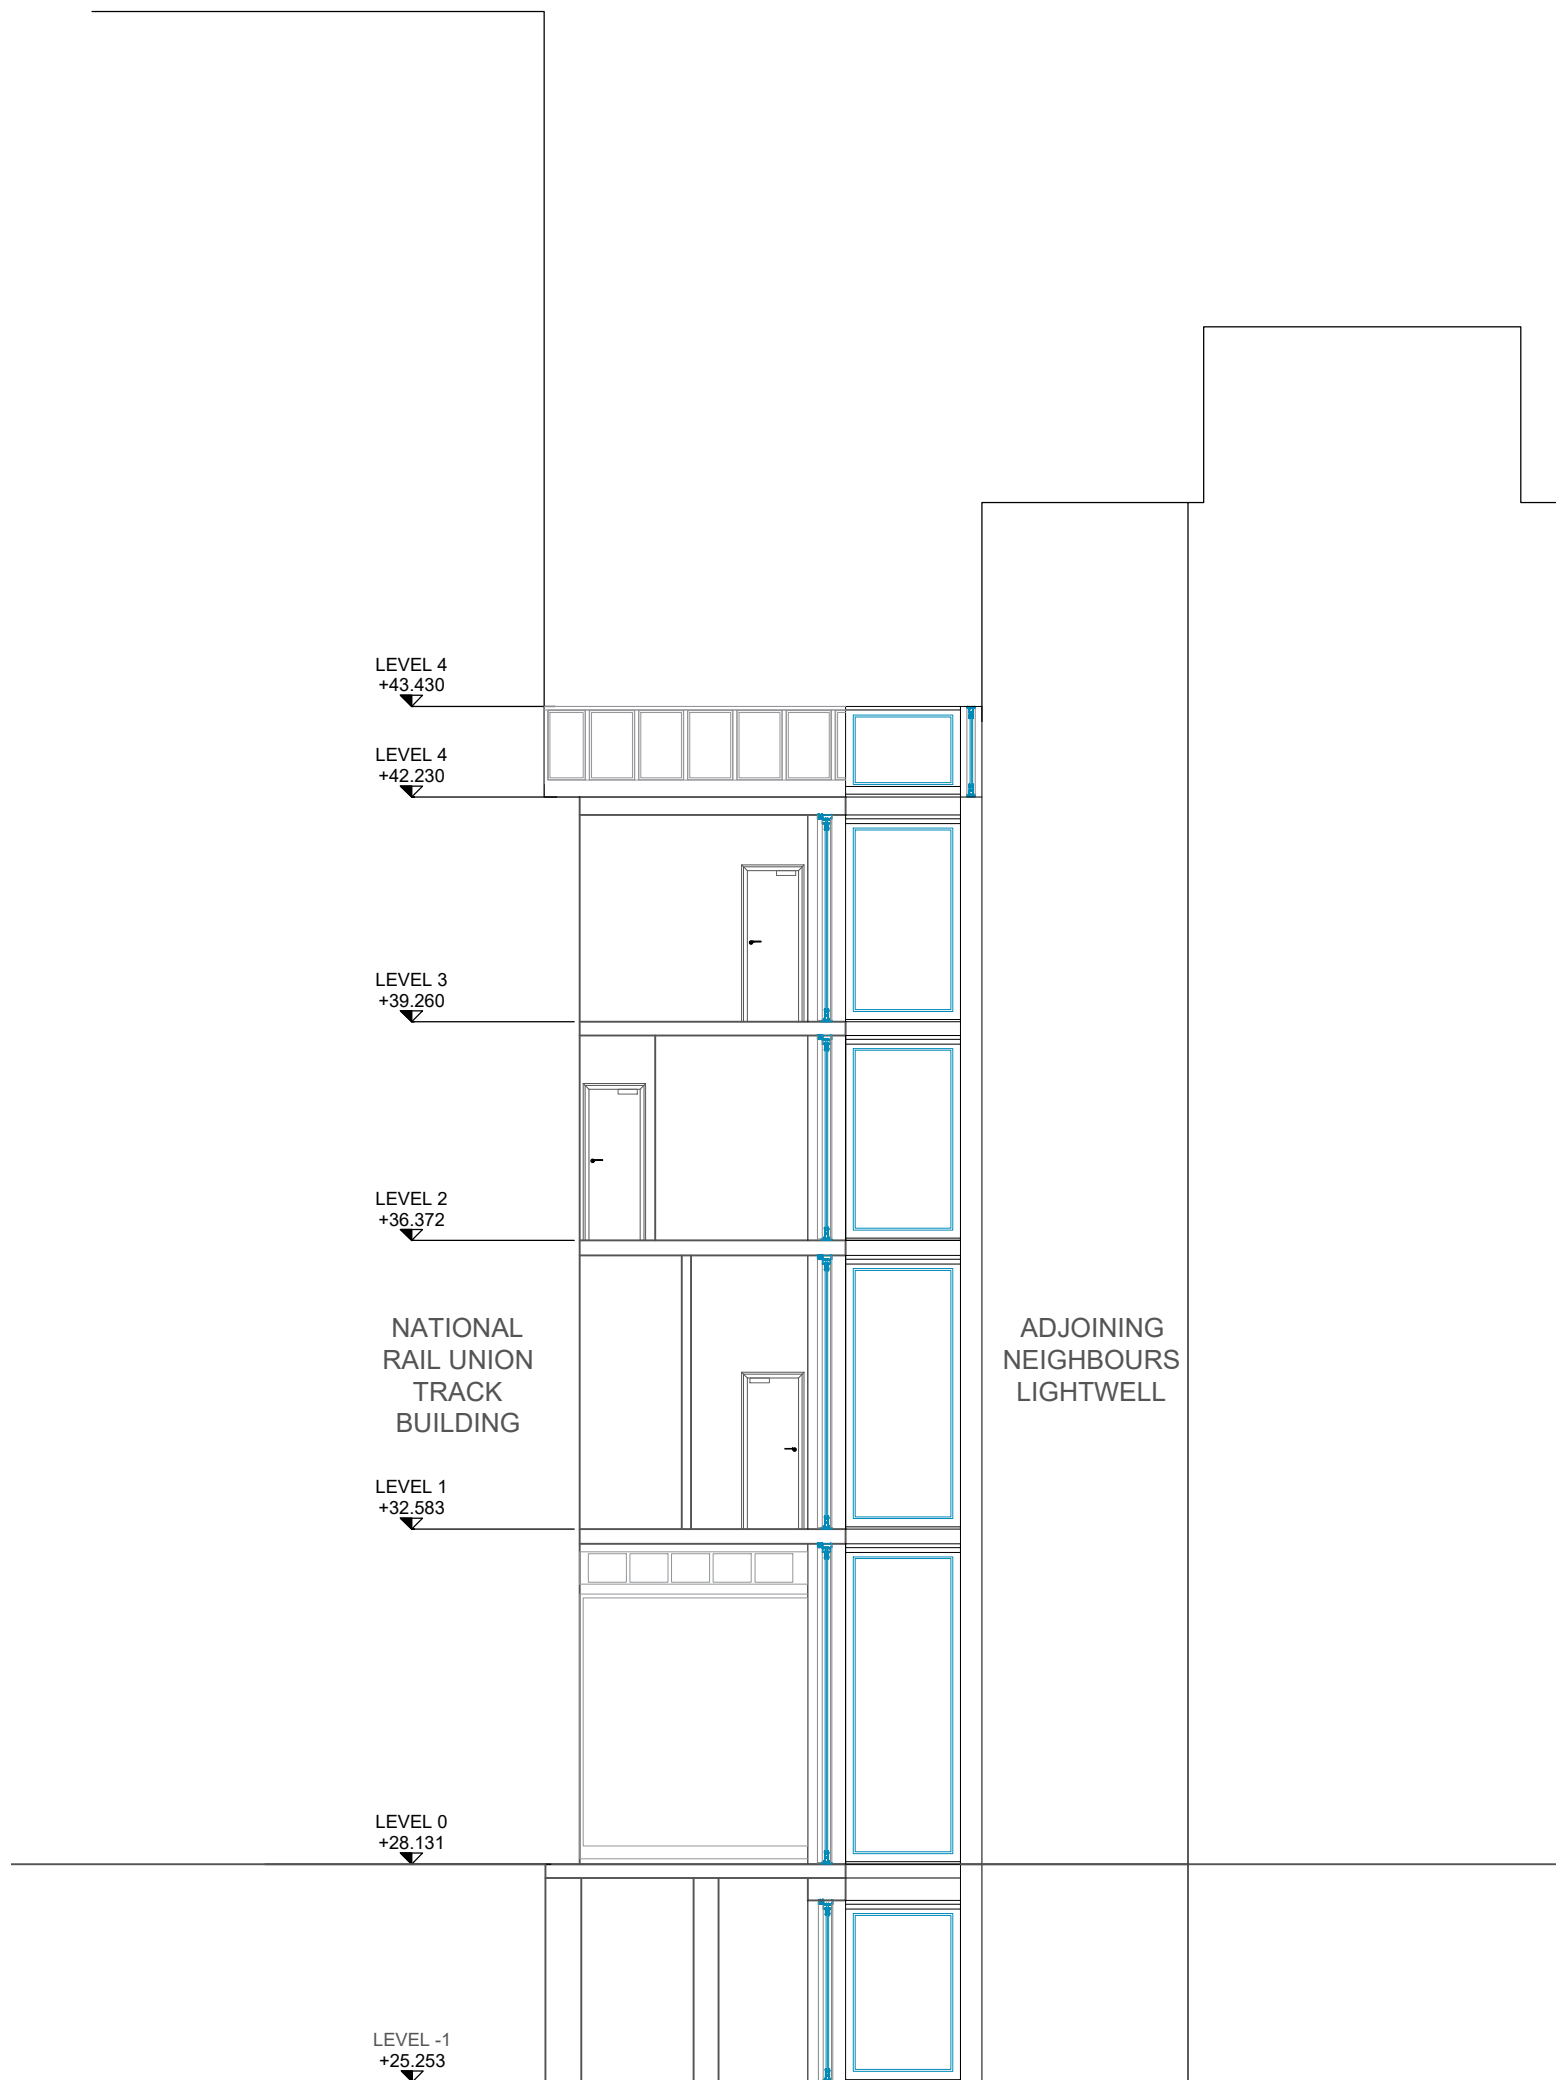 LEVEL 4
+43.430
LEVEL 4
+42.230
LEVEL 3
+39.260
LEVEL 2
+36.372
NATIONAL
RAIL UNION
TRACK
BUILDING
ADJOINING
NEIGHBOURS
LIGHTWELL
LEVEL 1
+32.583
LEVEL 0
+28.131
LEVEL -1
+25.253